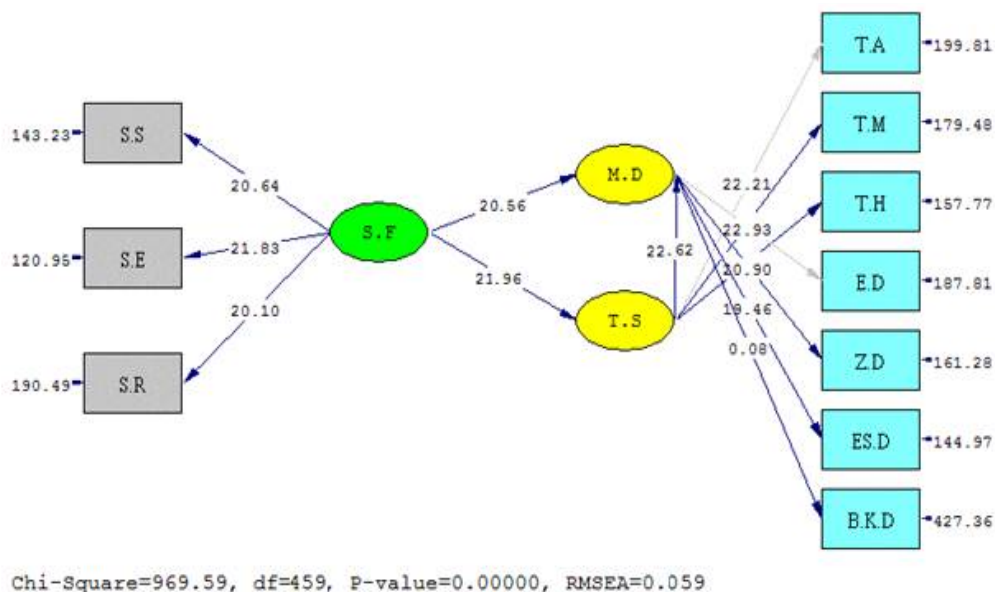 T.A
199.81
143.23
S.S
T.M
179.48
20.64
M.D
22.21
T.H
157.77
20.56
S.F
22.93
S.E
21.83
120.95
22.62
20.90
21.96
E.D
187.81
20.10
T.S
19.46
0.08
Z.D
161.28
190.49
S.R
ES.D
144.97
B.K.D
427.36
Chi-Square=969.59, df=459, P-value=0.00000, RMSEA=0.059